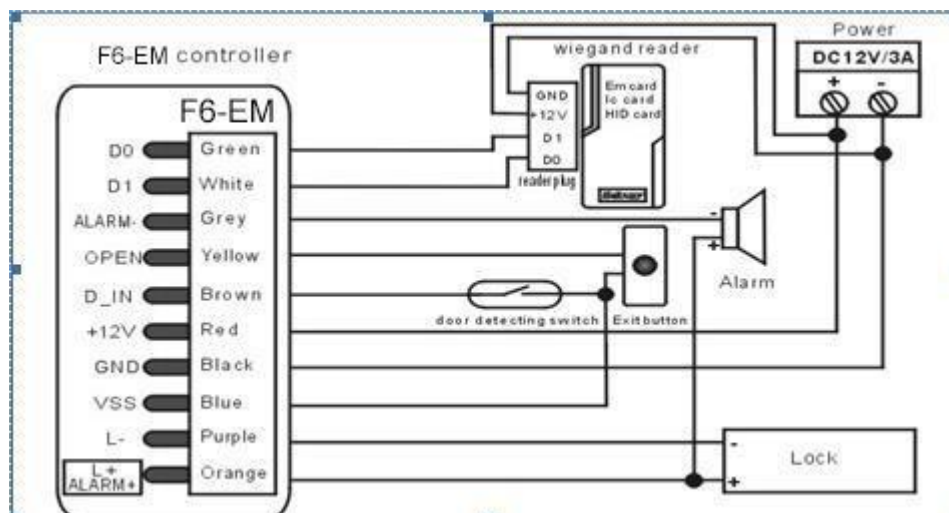 F6-EM controller
F6-EM
D0 Green
D1 White
ALARM- Grey
OPEN Yellow
D_IN Brown
+12V Red
GND Black
VSS Blue
L- Purple
L+
ALARM+
Orange
wiegand reader
GND
+12V
D1
D0
reader plug
Em card
Ic card
HID card
Power
DC12V/3A
+ -
-
+
Alarm
door detecting switch
Exit button
-
+
Lock